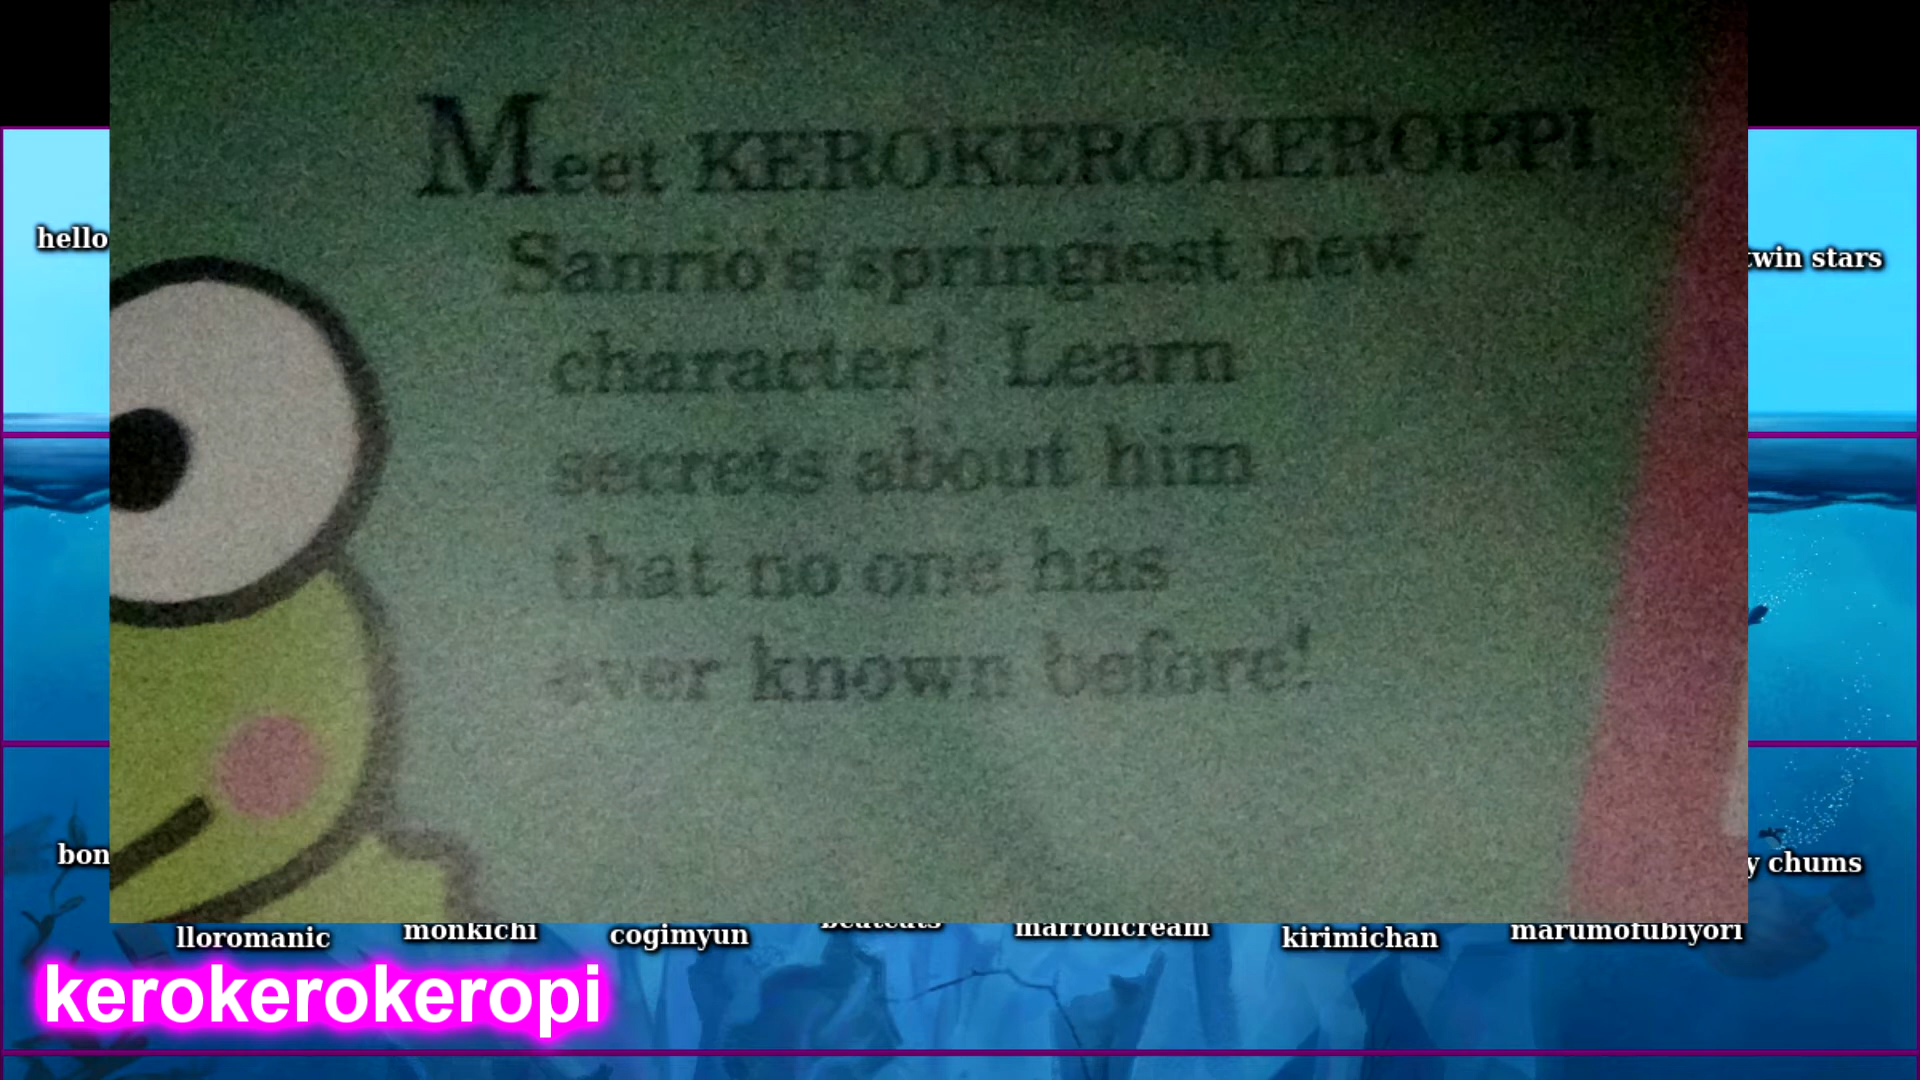 Meet KEROKEROKEROPPI,
Sanrio's springiest new
hello
twin stars
character! Learn
secrets about him
that no one has
ever known before!
bon
y chums
lloromanic
monkichi
cogimyun
beatcats
marroncream
kirimichan
marumofubiyori
kerokerokeropi